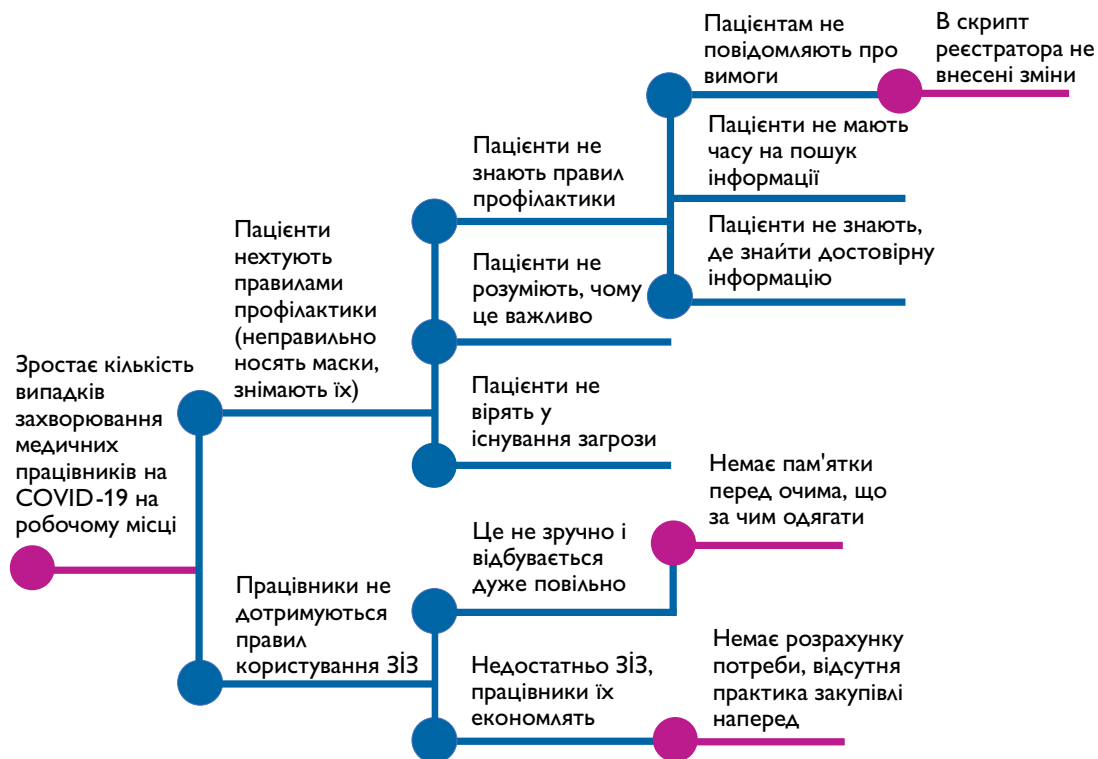 Зростає кількість
випадків
захворювання
медичних
працівників на
COVID-19 на
робочому місці
Пацієнти
нехтують
правилами
профілактики
(неправильно
носять маски,
знімають їх)
Пацієнти не
знають правил
профілактики
Пацієнтам не
повідомляють про
вимоги
В скрипт
реєстратора не
внесені зміни
Пацієнти не мають
часу на пошук
інформації
Пацієнти не знають,
де знайти достовірну
інформацію
Пацієнти не
розуміють, чому
це важливо
Пацієнти не
вірять у
існування загрози
Працівники не
дотримуються
правил
користування ЗІЗ
Це не зручно і
відбувається
дуже повільно
Немає пам'ятки
перед очима, що
за чим одягати
Недостатньо ЗІЗ,
працівники їх
економлять
Немає розрахунку
потреби, відсутня
практика закупівлі
наперед